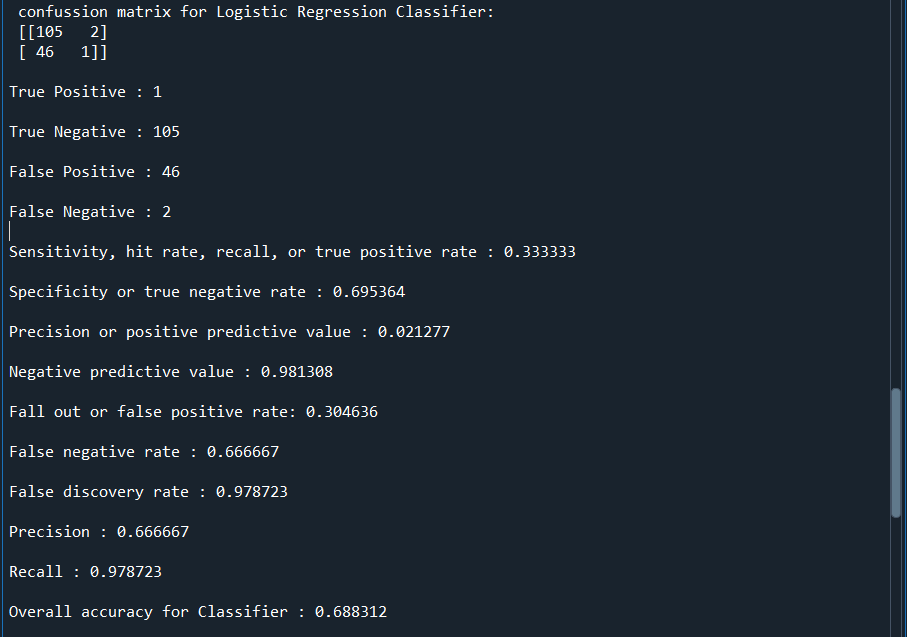 confussion matrix for Logistic Regression Classifier:
[[105   2]
[ 46   1]]
True Positive : 1
True Negative : 105
False Positive : 46
False Negative : 2
Sensitivity, hit rate, recall, or true positive rate : 0.333333
Specificity or true negative rate : 0.695364
Precision or positive predictive value : 0.021277
Negative predictive value : 0.981308
Fall out or false positive rate: 0.304636
False negative rate : 0.666667
False discovery rate : 0.978723
Precision : 0.666667
Recall : 0.978723
Overall accuracy for Classifier : 0.688312